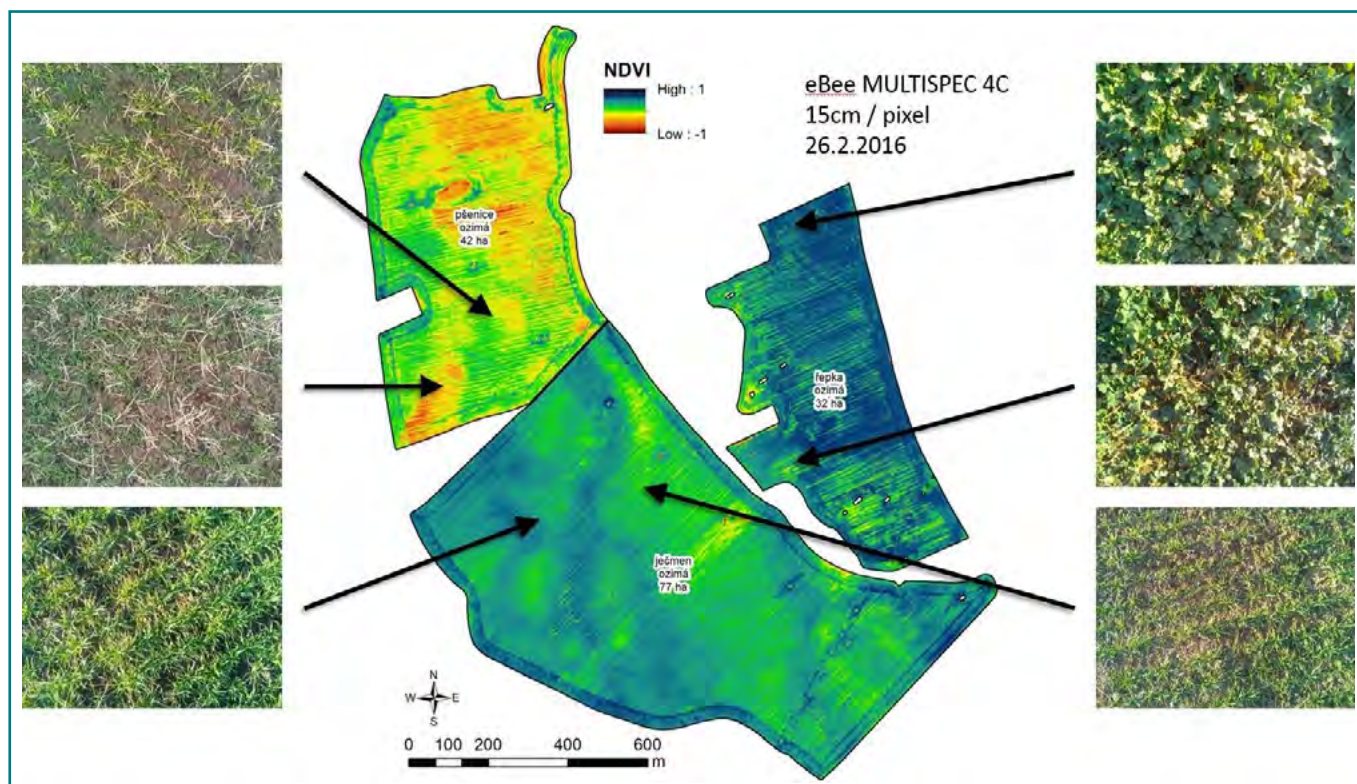 NDVI
High : 1
Low : -1
eBee MULTISPEC 4C
15cm / pixel
26.2.2016
pšenice
ozimá
42 ha
řepka
ozimá
32 ha
ječmen
ozimá
77 ha
N
W E
S
0 100 200 400 600
m